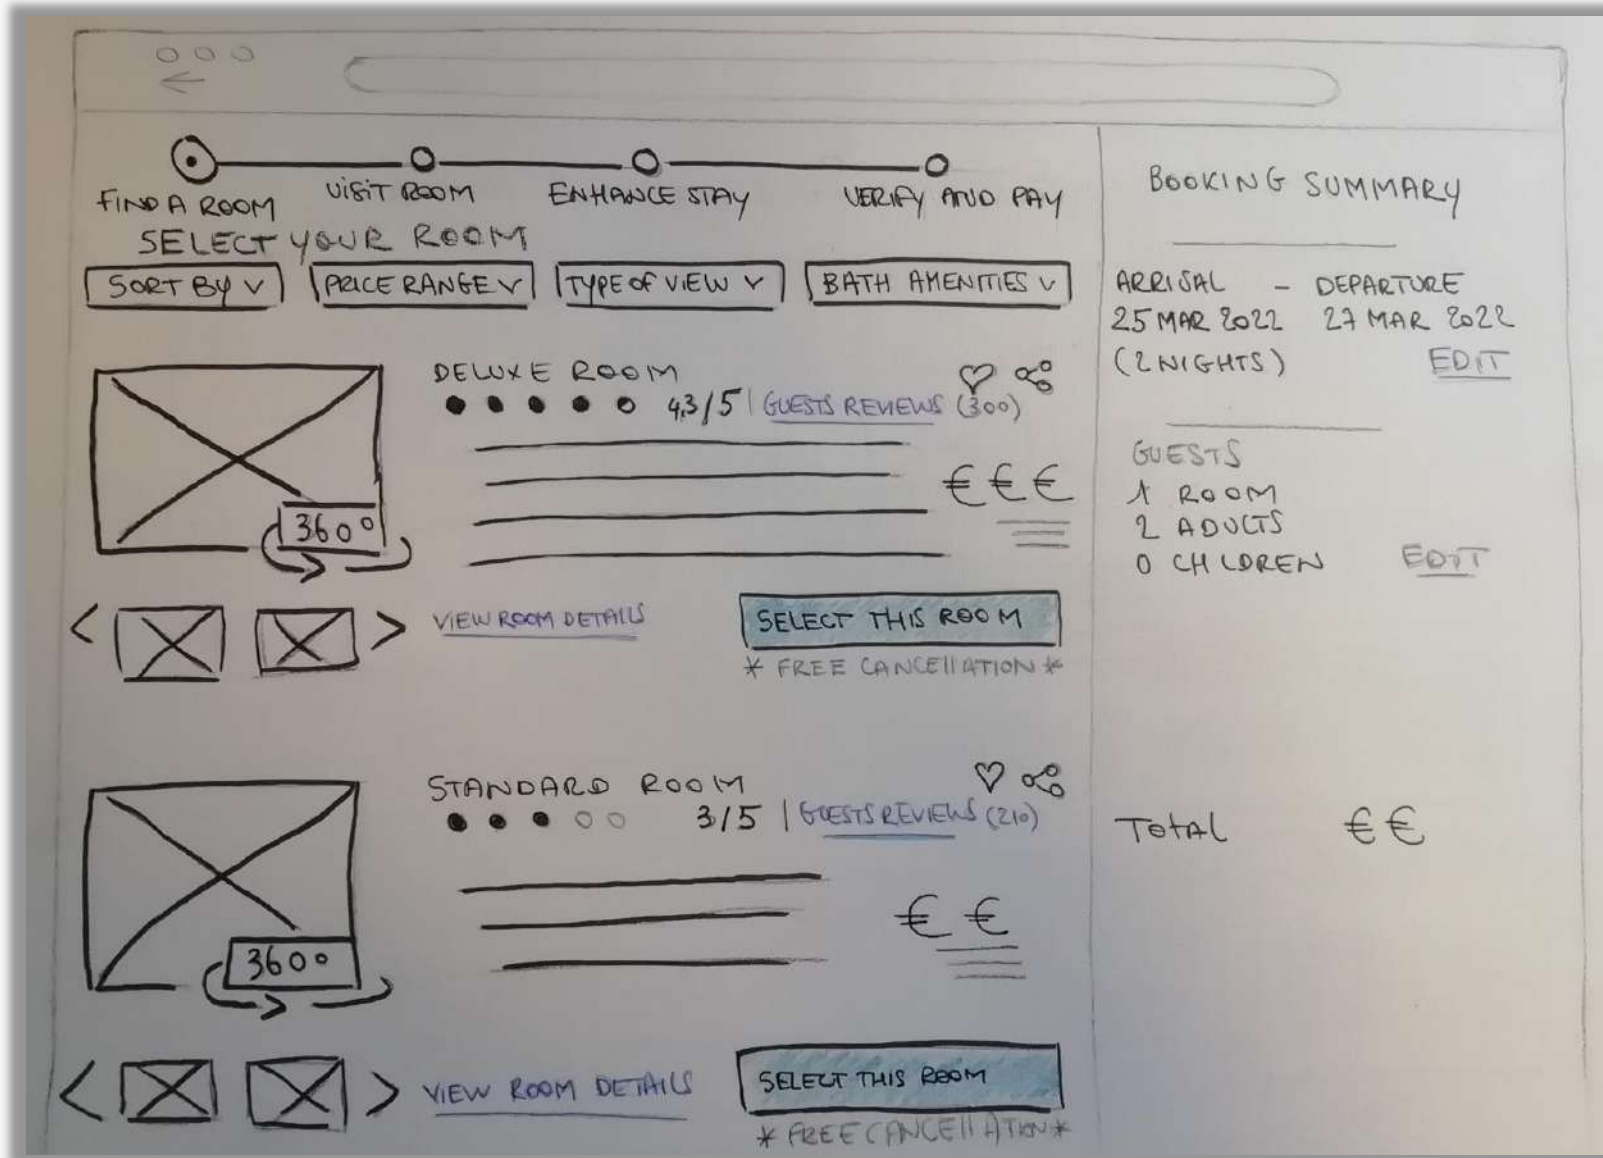 FIND A ROOM
VISIT ROOM
ENHANCE STAY
VERIFY AND PAY
SELECT YOUR ROOM
SORT BY
PRICE RANGE
TYPE OF VIEW
BATH AMENITIES
DELUXE ROOM
4,3/5 | GUESTS REVIEWS (300)
€€€
360°
VIEW ROOM DETAILS
SELECT THIS ROOM
* FREE CANCELLATION *
STANDARD ROOM
3/5 | GUESTS REVIEWS (210)
€ €
360°
VIEW ROOM DETAILS
SELECT THIS ROOM
* FREE CANCELLATION *
BOOKING SUMMARY
ARRISAL - DEPARTURE
25 MAR 2022 27 MAR 2022
(2 NIGHTS) EDIT
GUESTS
1 ROOM
2 ADULTS
0 CHLDREN EDIT
TOTAL €€